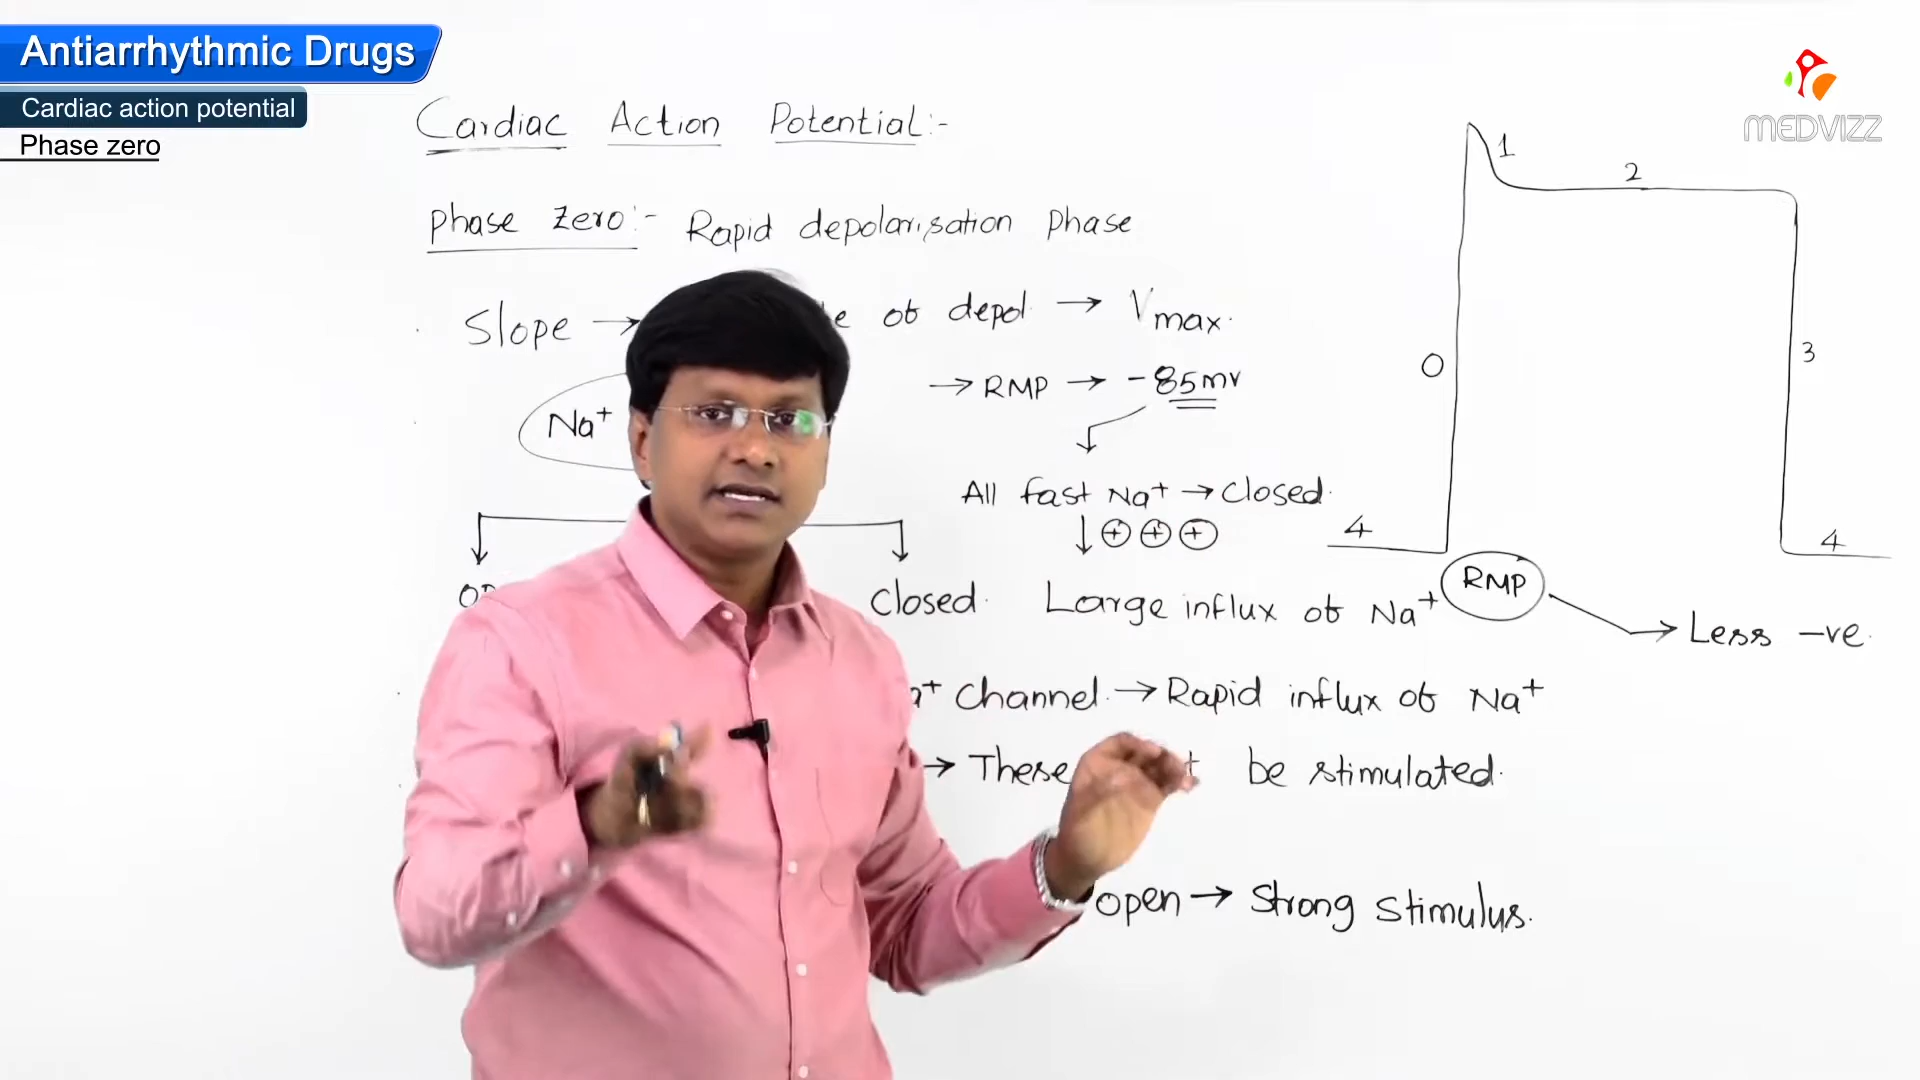 Antiarrhythmic Drugs
Cardiac action potential
Phase zero
MEDVIZZ
Cardiac Action Potential:-
Phase Zero:- Rapid depolarisation Phase
Slope → of depol → Vmax.
→ RMP → -85mv
Na+
All fast Na+ → Closed.
↓ ⊕ ⊕ ⊕
Closed. Large influx of Na+
Channel. → Rapid influx of Na+
→ These be stimulated.
open → Strong Stimulus.
1
2
0
3
4
4
RMP
→ Less -ve.